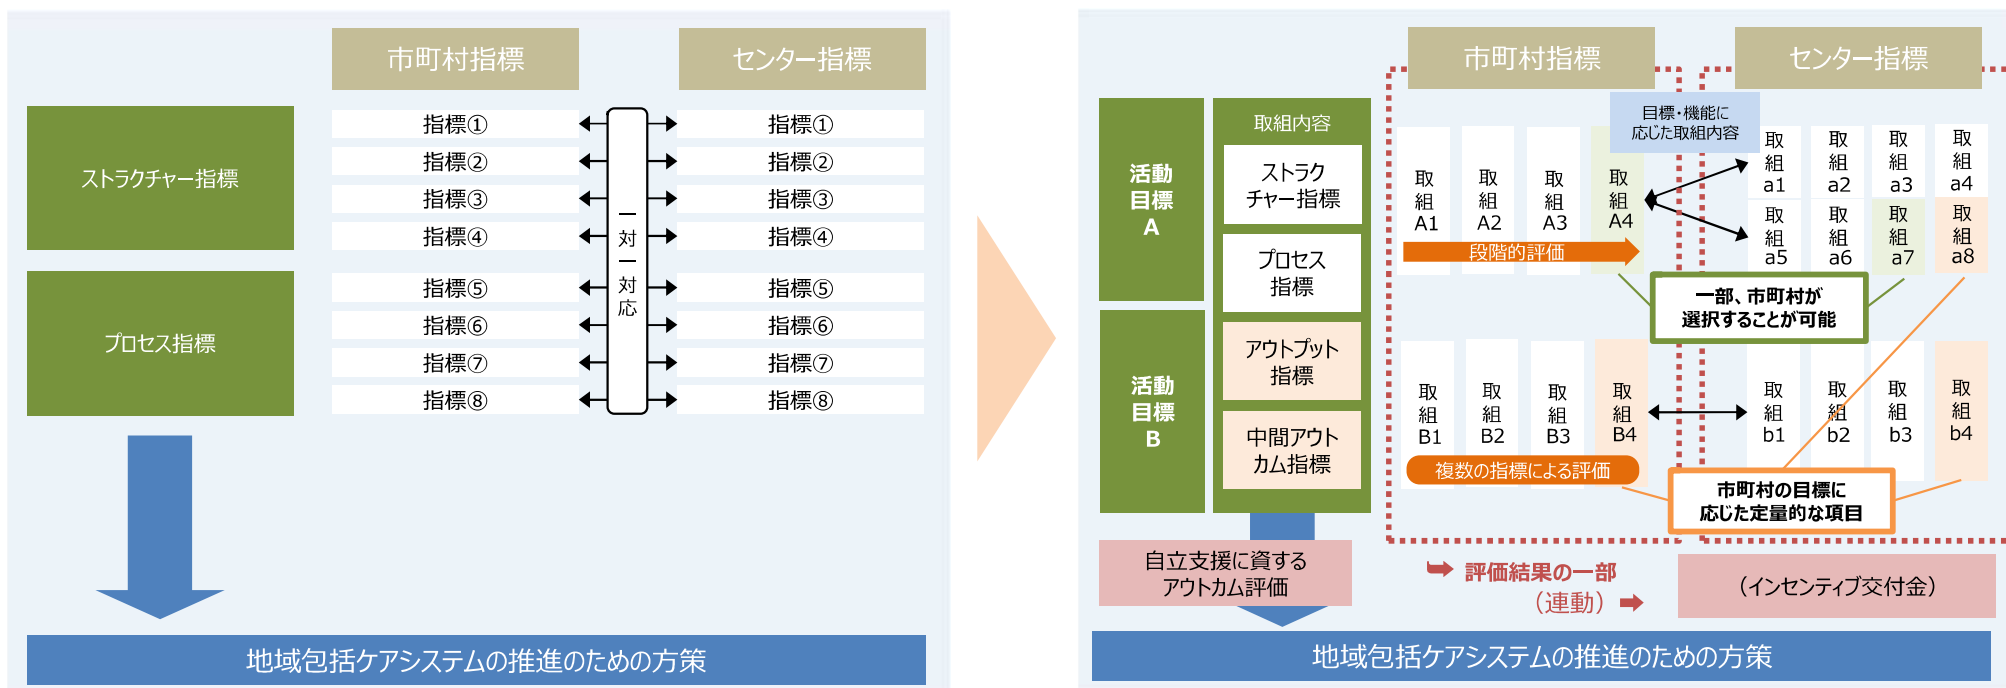 市町村指標
センター指標
ストラクチャー指標
指標①
指標①
指標②
指標②
指標③
指標③
指標④
指標④
プロセス指標
指標⑤
指標⑤
指標⑥
指標⑥
指標⑦
指標⑦
指標⑧
指標⑧
一対一対応
地域包括ケアシステムの推進のための方策
市町村指標
センター指標
活動
目標
A
活動
目標
B
取組内容
ストラク
チャー指標
プロセス
指標
アウトプット
指標
中間アウト
カム指標
目標・機能に
応じた取組内容
取組A1
取組A2
取組A3
取組A4
段階的評価
取組a1
取組a2
取組a3
取組a4
取組a5
取組a6
取組a7
取組a8
一部、市町村が
選択することが可能
取組B1
取組B2
取組B3
取組B4
複数の指標による評価
取組b1
取組b2
取組b3
取組b4
市町村の目標に
応じた定量的な項目
自立支援に資する
アウトカム評価
評価結果の一部
（連動）
（インセンティブ交付金）
地域包括ケアシステムの推進のための方策